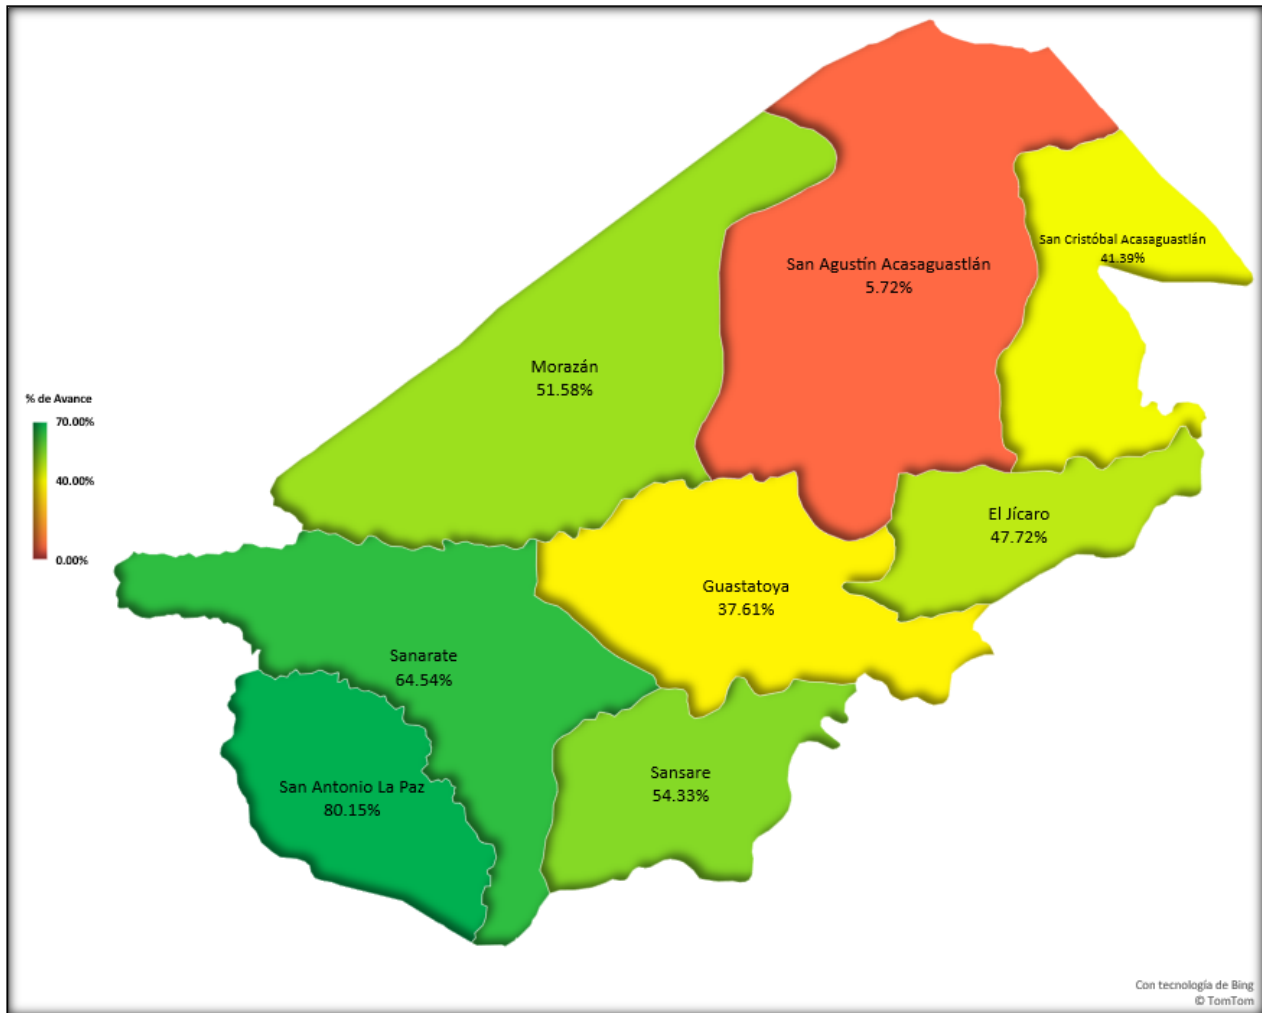 San Cristóbal Acasaguastlán
41.39%
San Agustín Acasaguastlán
5.72%
Morazán
51.58%
% de Avance
70.00%
40.00%
0.00%
El Jícaro
47.72%
Guastatoya
37.61%
Sanarate
64.54%
Sansare
54.33%
San Antonio La Paz
80.15%
Con tecnología de Bing
© TomTom